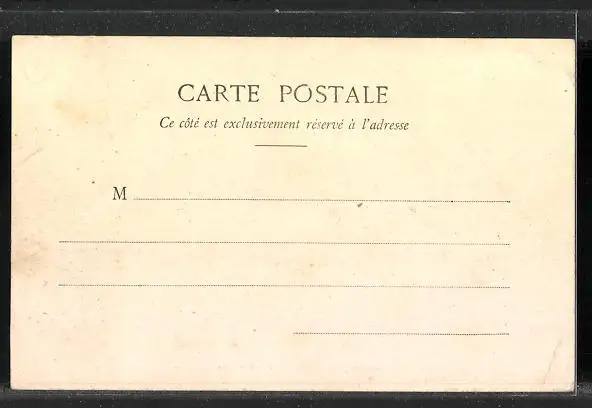 CARTE POSTALE
Ce côté est exclusivement réservé à l'adresse
M